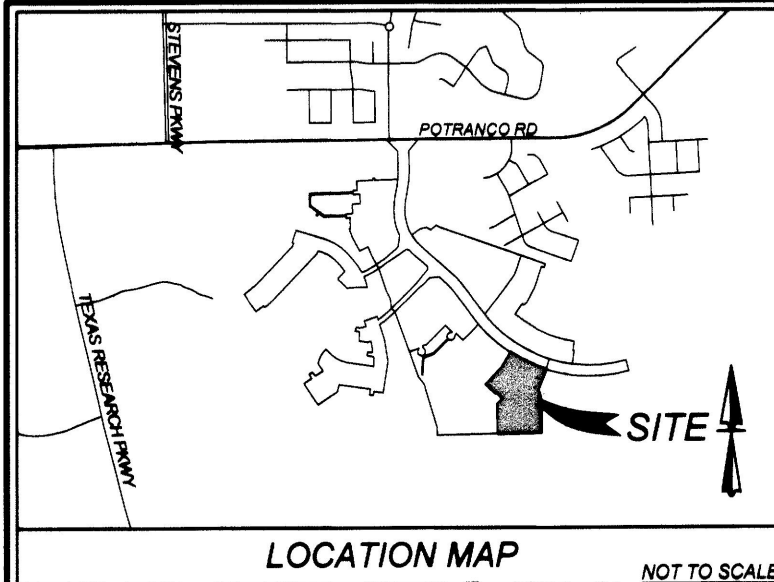 STEVENS PKWY
POTRANCO RD
TEXAS RESEARCH PKWY
SITE
LOCATION MAP
NOT TO SCALE